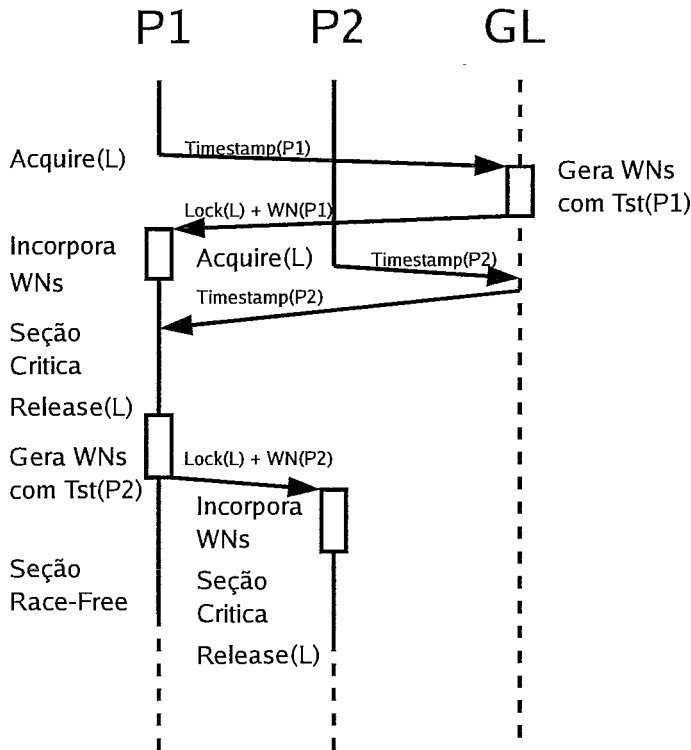 P1 P2 GL
Timestamp(P1)
Acquire(L)
Gera WNs
com Tst(P1)
Lock(L) + WN(P1)
Incorpora
WNs
Acquire(L)
Timestamp(P2)
Timestamp(P2)
Seção
Critica
Release(L)
Gera WNs
com Tst(P2)
Lock(L) + WN(P2)
Incorpora
WNs
Seção
Race-Free
Seção
Critica
Release(L)